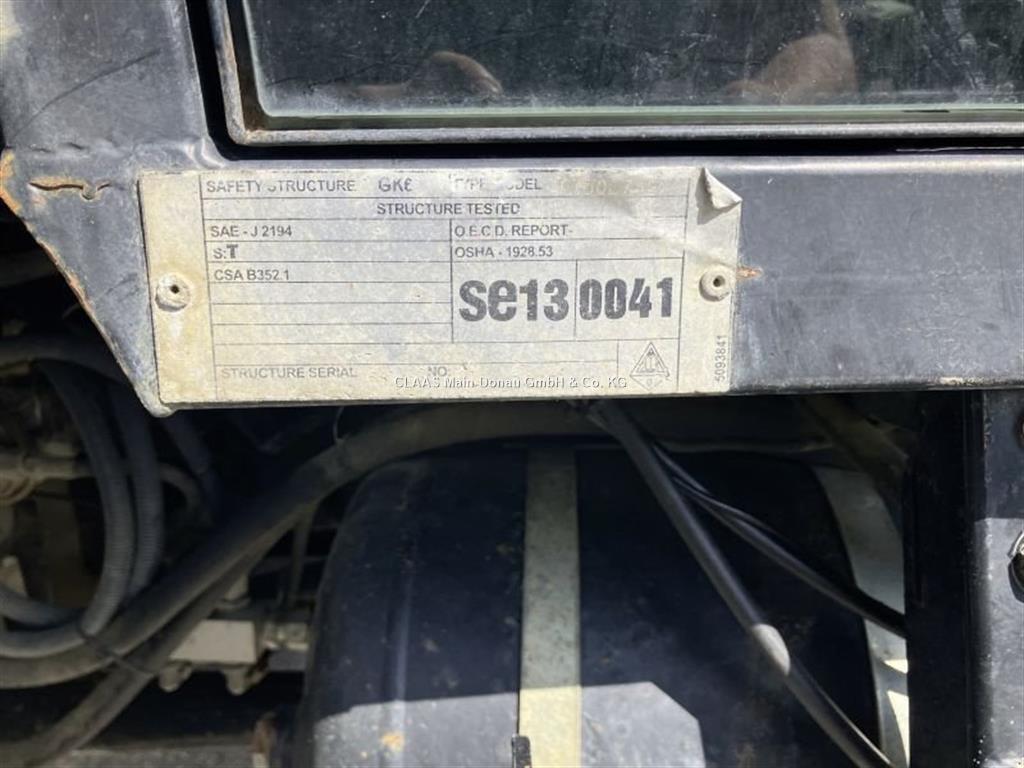 SAFETY STRUCTURE GKE
STRUCTURE TESTED
SAE - J 2194 O.E.C.D. REPORT-
S:T OSHA - 1928.53
CSA B352.1
se13 0041
STRUCTURE SERIAL NO.
5093841
CLAAS Main-Donau GmbH & Co. KG